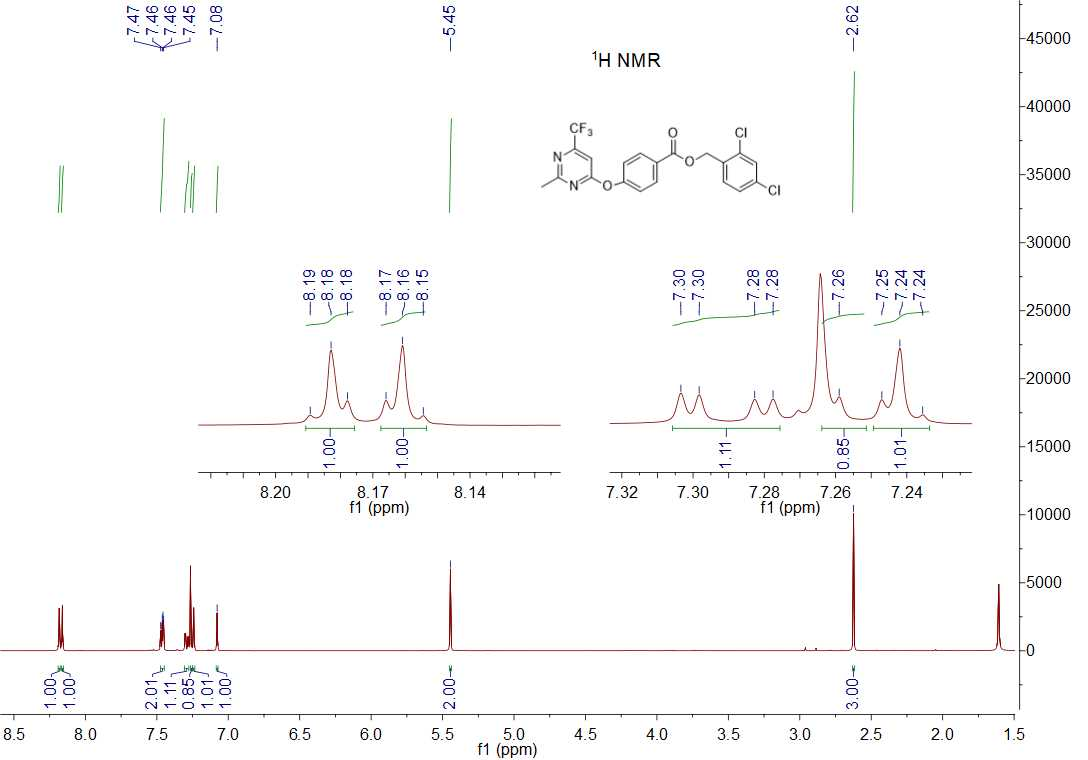 7.47 7.46 7.46 7.45 7.08 5.45 2.62
¹H NMR
CF₃
N
N
O
O
O
Cl
Cl
45000
40000
35000
30000
25000
20000
15000
10000
5000
0
8.19 8.18 8.18 8.17 8.16 8.15
1.00 1.00
8.20 8.17 8.14
f1 (ppm)
7.30 7.30 7.28 7.28 7.26 7.25 7.24 7.24
1.11 0.85 1.01
7.32 7.30 7.28 7.26 7.24
f1 (ppm)
1.00 1.00 2.01 1.11 0.85 1.01 1.00 2.00 3.00
8.5 8.0 7.5 7.0 6.5 6.0 5.5 5.0 4.5 4.0 3.5 3.0 2.5 2.0 1.5
f1 (ppm)